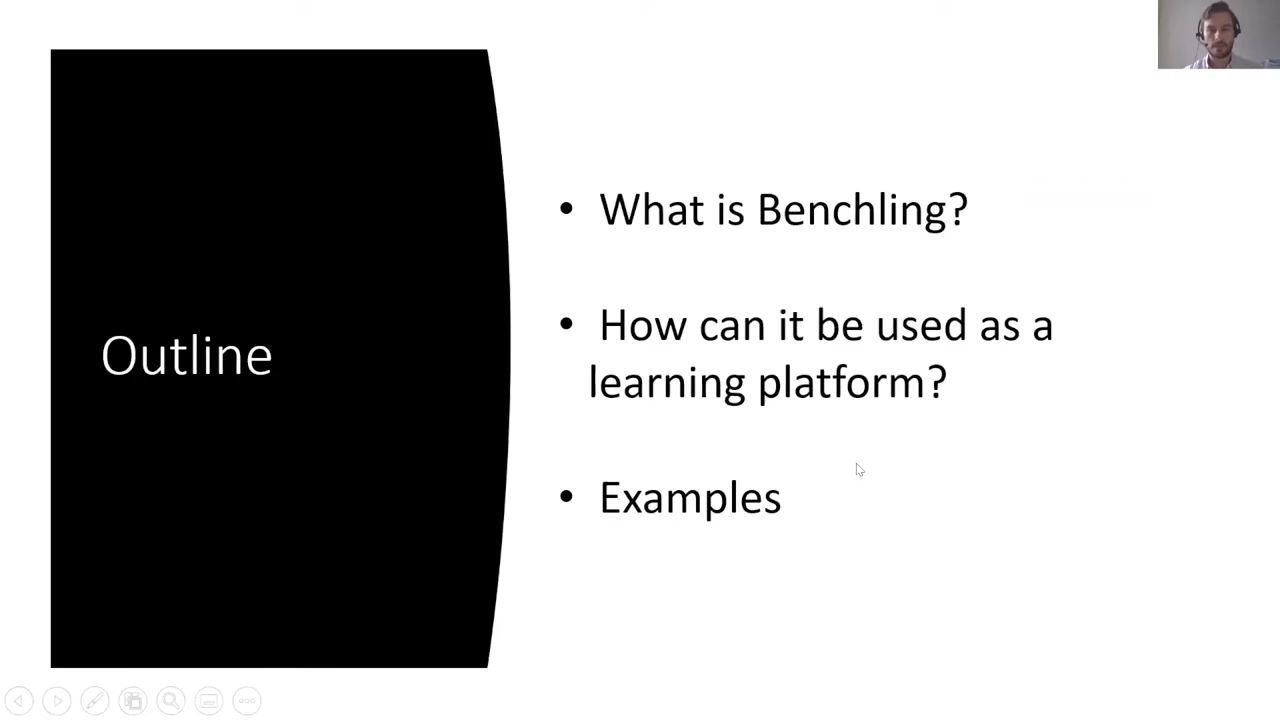 Outline
• What is Benchling?
• How can it be used as a
learning platform?
• Examples